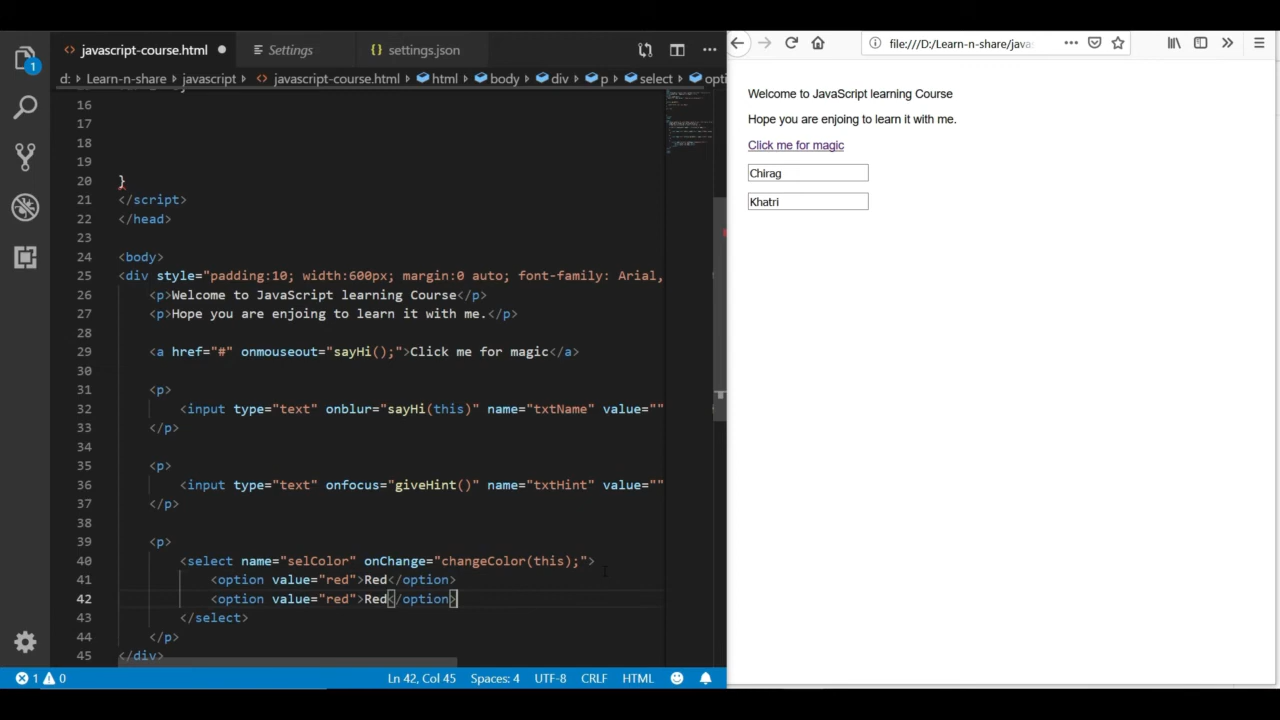 javascript-course.html
Settings
settings.json
d: Learn-n-share javascript javascript-course.html html body div p select opti
16
17
18
19
20 }
21 </script>
22 </head>
23
24 <body>
25 <div style="padding:10; width:600px; margin:0 auto; font-family: Arial,
26 <p>Welcome to JavaScript learning Course</p>
27 <p>Hope you are enjoing to learn it with me.</p>
28
29 <a href="#" onmouseout="sayHi();">Click me for magic</a>
30
31 <p>
32 <input type="text" onblur="sayHi(this)" name="txtName" value=""
33 </p>
34
35 <p>
36 <input type="text" onfocus="giveHint()" name="txtHint" value=""
37 </p>
38
39 <p>
40 <select name="selColor" onChange="changeColor(this);">
41 <option value="red">Red</option>
42 <option value="red">Red</option>
43 </select>
44 </p>
45 </div>
1
1 0
Ln 42, Col 45 Spaces: 4 UTF-8 CRLF HTML
file:///D:/Learn-n-share/java
Welcome to JavaScript learning Course
Hope you are enjoing to learn it with me.
Click me for magic
Chirag
Khatri